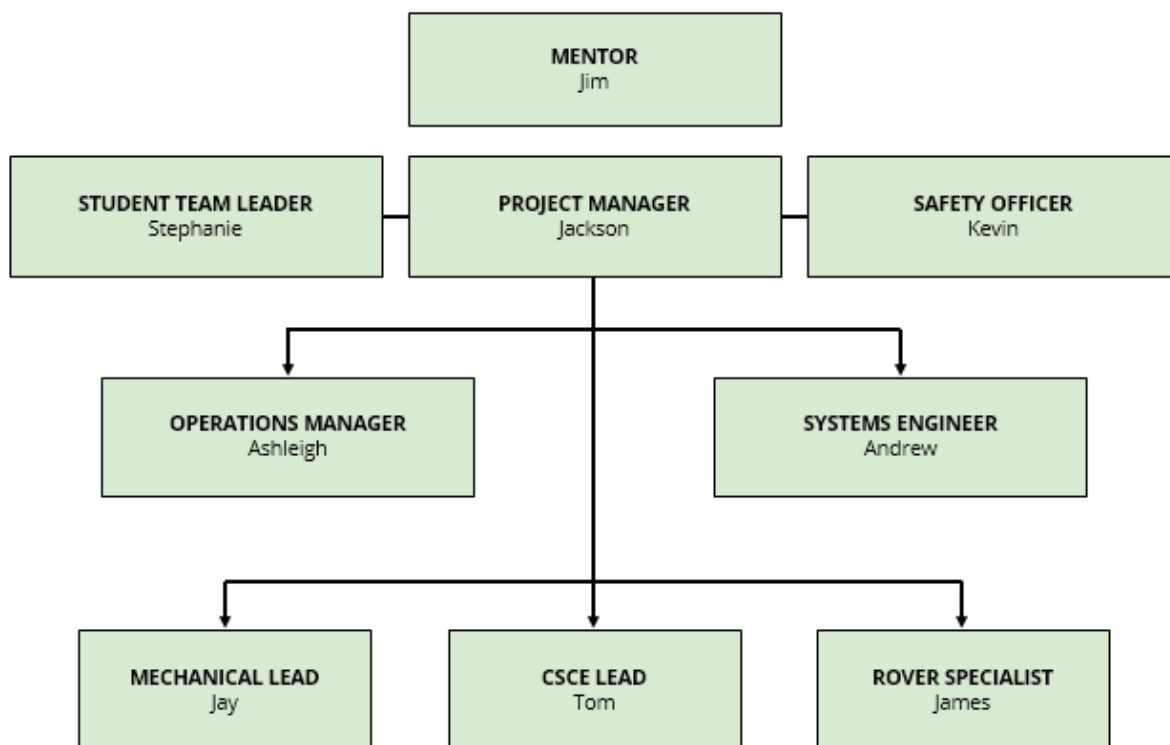 MENTOR
Jim
STUDENT TEAM LEADER
Stephanie
PROJECT MANAGER
Jackson
SAFETY OFFICER
Kevin
OPERATIONS MANAGER
Ashleigh
SYSTEMS ENGINEER
Andrew
MECHANICAL LEAD
Jay
CSCE LEAD
Tom
ROVER SPECIALIST
James